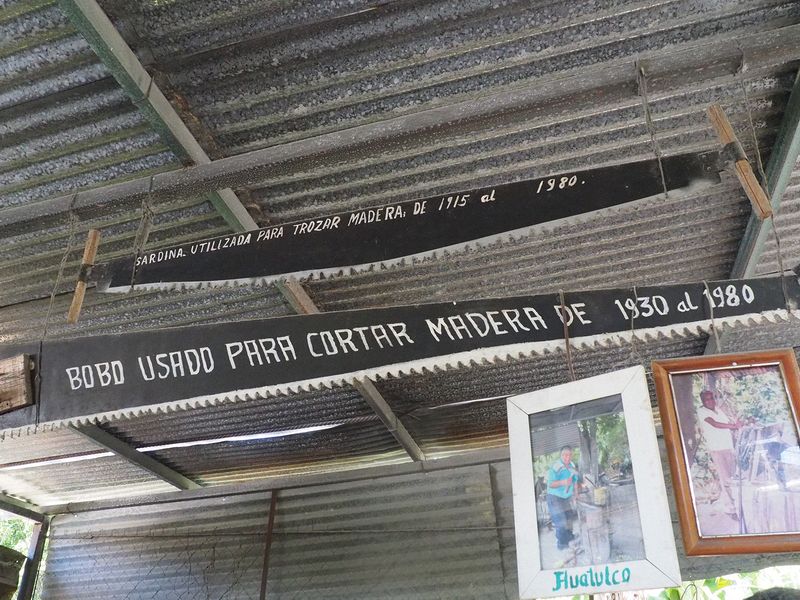 SARDINA. UTILIZADA PARA TROZAR MADERA; DE 1915 al 1980.
BOBO USADO PARA CORTAR MADERA DE 1930 al 1980
Huatulco